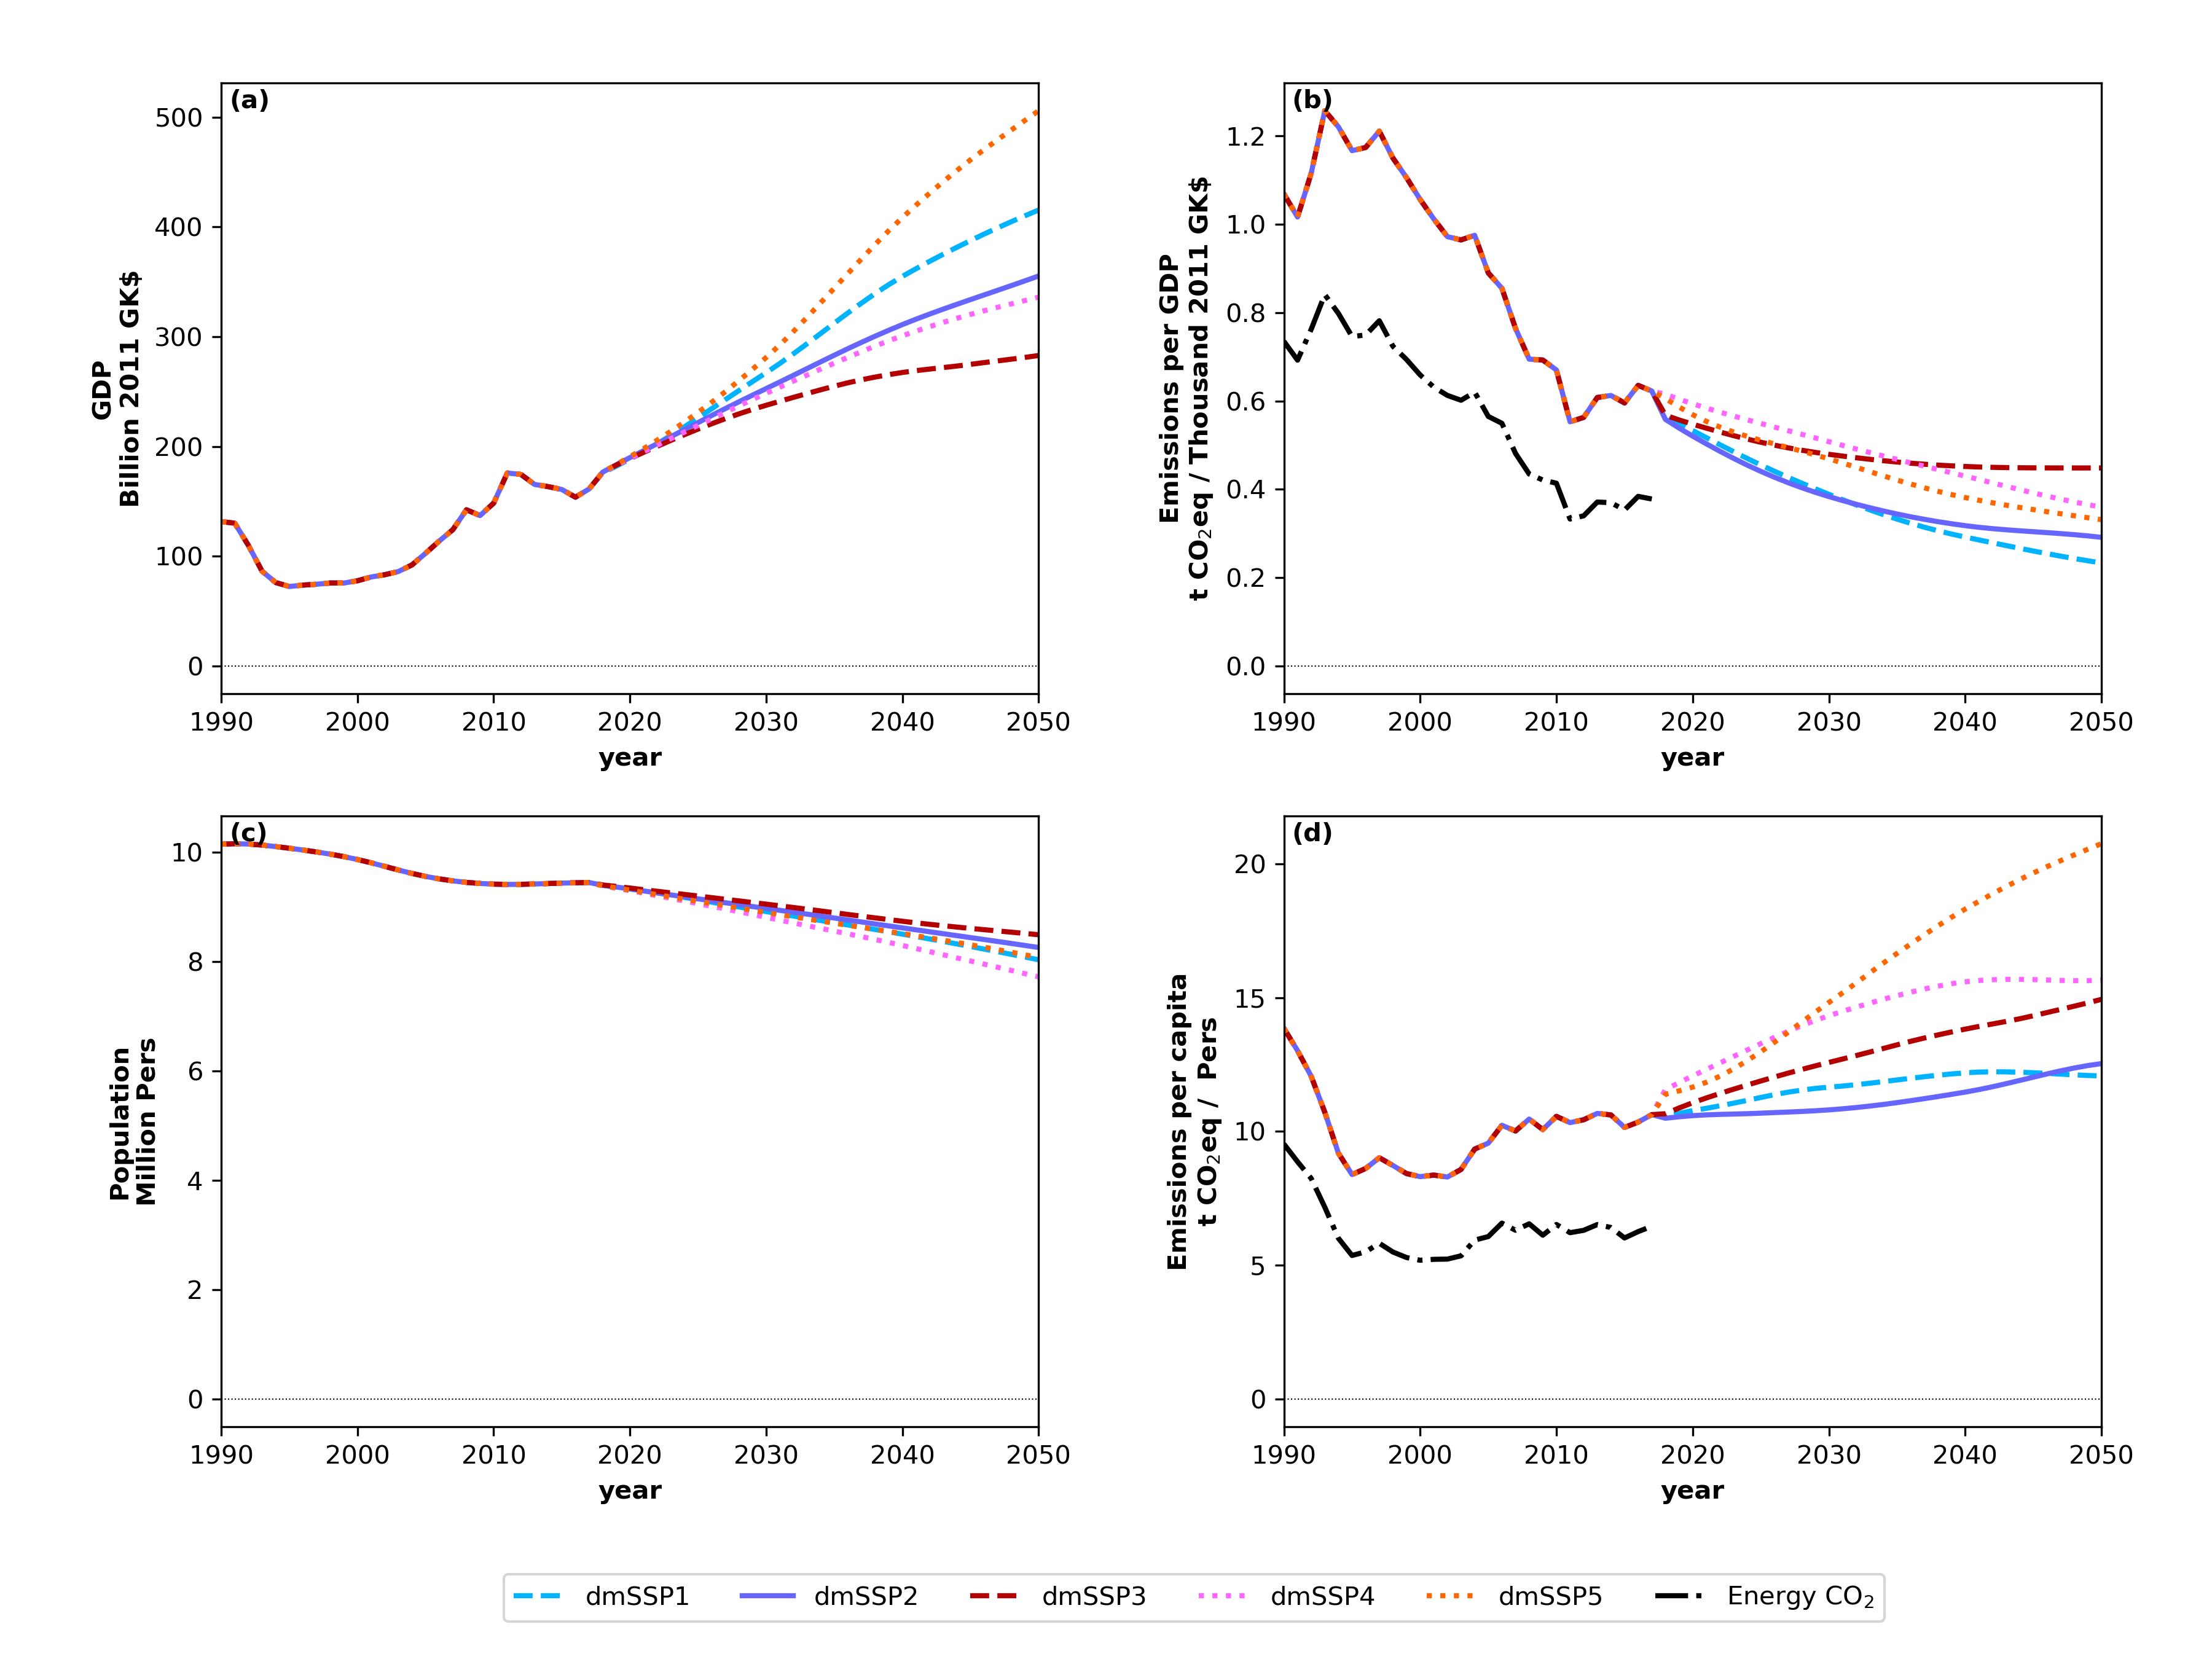 (a)
500
400
300
200
100
0
GDP
Billion 2011 GK$
1990 2000 2010 2020 2030 2040 2050
year
(b)
1.2
1.0
0.8
0.6
0.4
0.2
0.0
Emissions per GDP
t CO₂eq / Thousand 2011 GK$
1990 2000 2010 2020 2030 2040 2050
year
(c)
10
8
6
4
2
0
Population
Million Pers
1990 2000 2010 2020 2030 2040 2050
year
(d)
20
15
10
5
0
Emissions per capita
t CO₂eq / Pers
1990 2000 2010 2020 2030 2040 2050
year
dmSSP1 dmSSP2 dmSSP3 dmSSP4 dmSSP5 Energy CO₂